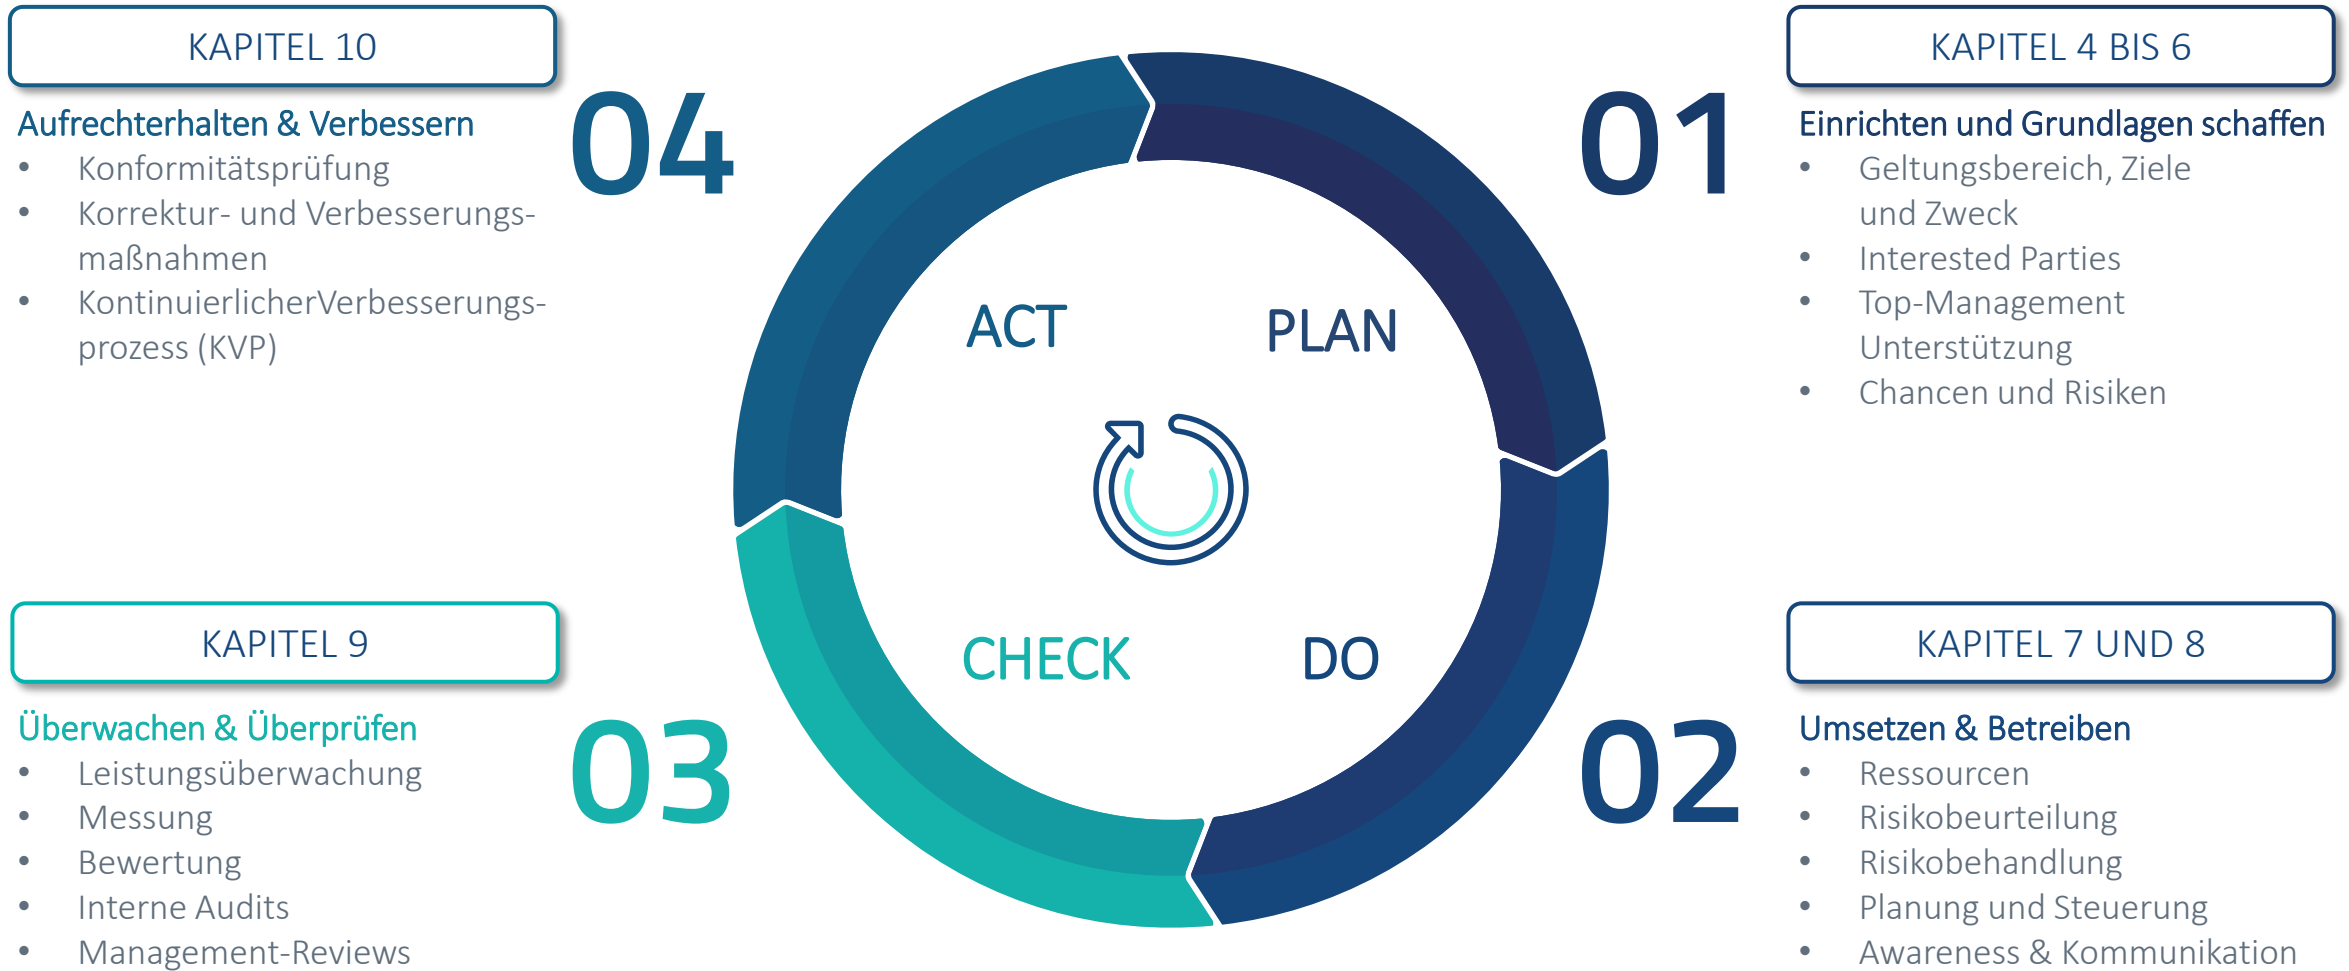 KAPITEL 10
Aufrechterhalten & Verbessern
• Konformitätsprüfung
• Korrektur- und Verbesserungs-
maßnahmen
• KontinuierlicherVerbesserungs-
prozess (KVP)
04
01
KAPITEL 4 BIS 6
Einrichten und Grundlagen schaffen
• Geltungsbereich, Ziele
und Zweck
• Interested Parties
• Top-Management
Unterstützung
• Chancen und Risiken
ACT
PLAN
CHECK
DO
KAPITEL 9
Überwachen & Überprüfen
• Leistungsüberwachung
• Messung
• Bewertung
• Interne Audits
• Management-Reviews
03
02
KAPITEL 7 UND 8
Umsetzen & Betreiben
• Ressourcen
• Risikobeurteilung
• Risikobehandlung
• Planung und Steuerung
• Awareness & Kommunikation